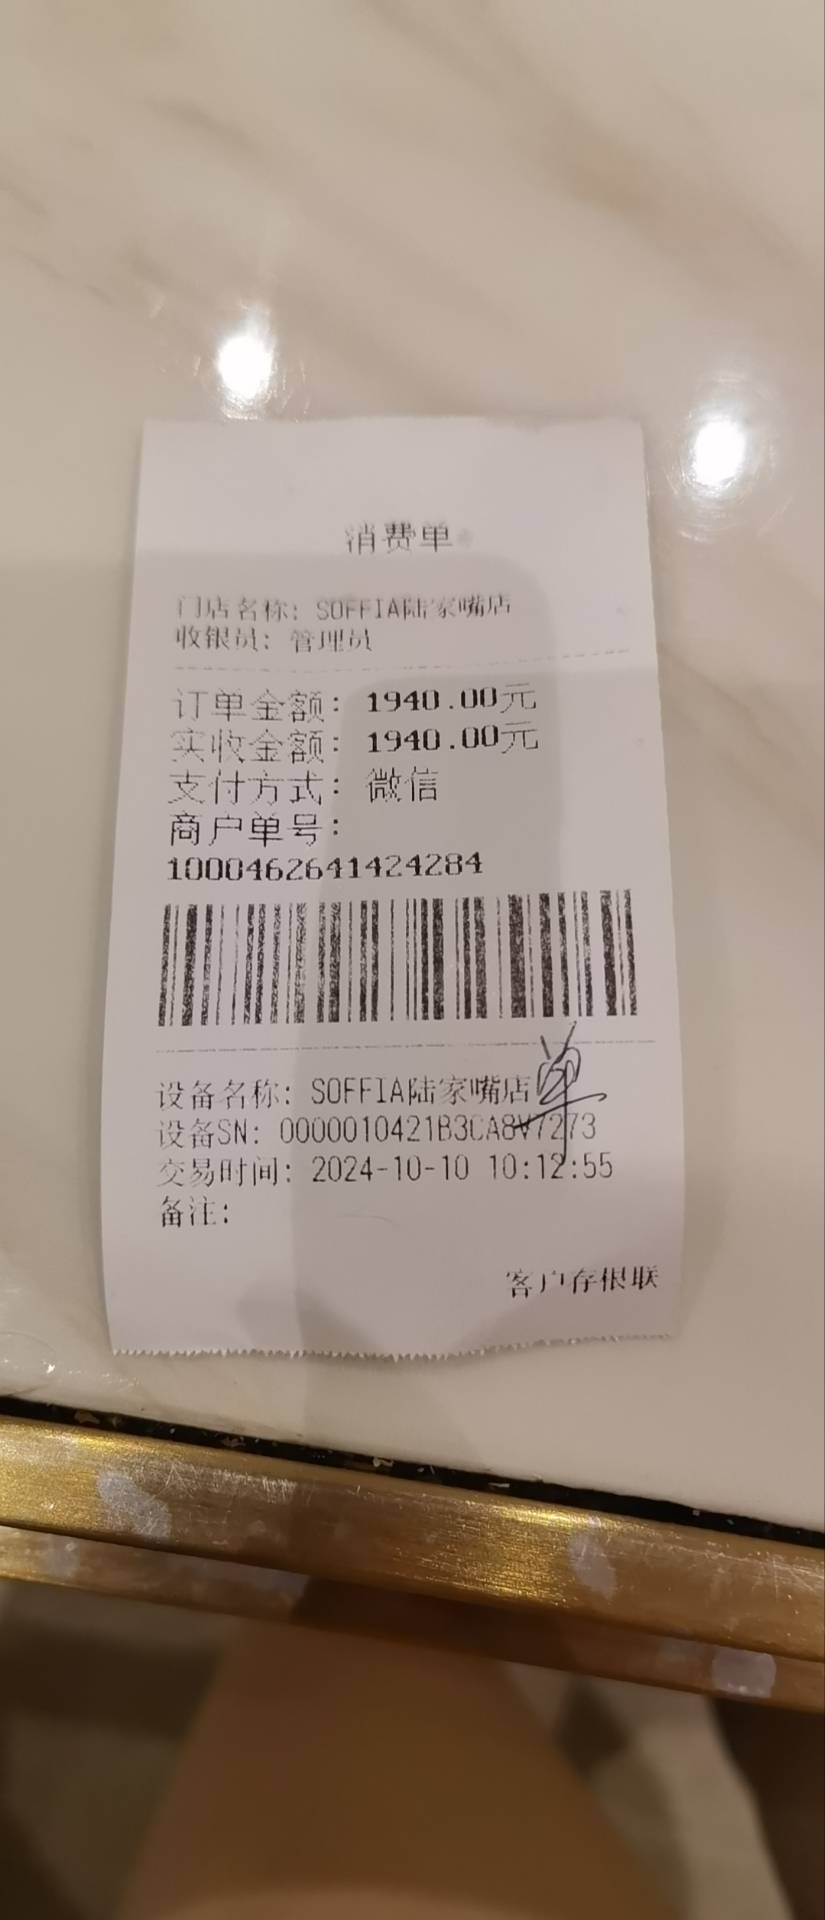 消费单
门店名称: SOFFIA陆家嘴店
收银员: 管理员
订单金额: 1940.00元
实收金额: 1940.00元
支付方式: 微信
商户单号:
1000462641424284
设备名称: SOFFIA陆家嘴店
单
设备SN: 0000010421B3CA8V7273
交易时间: 2024-10-10 10:12:55
备注:
客户存根联